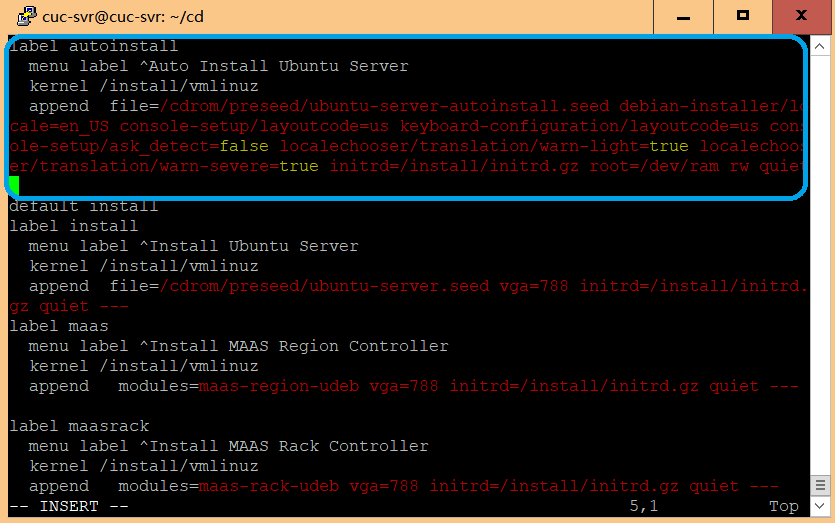 cuc-svr@cuc-svr: ~/cd
label autoinstall
  menu label ^Auto Install Ubuntu Server
  kernel /install/vmlinuz
  append  file=/cdrom/preseed/ubuntu-server-autoinstall.seed debian-installer/lo
cale=en_US console-setup/layoutcode=us keyboard-configuration/layoutcode=us cons
ole-setup/ask_detect=false localechooser/translation/warn-light=true localechoos
er/translation/warn-severe=true initrd=/install/initrd.gz root=/dev/ram rw quiet
default install
label install
  menu label ^Install Ubuntu Server
  kernel /install/vmlinuz
  append  file=/cdrom/preseed/ubuntu-server.seed vga=788 initrd=/install/initrd.
gz quiet ---
label maas
  menu label ^Install MAAS Region Controller
  kernel /install/vmlinuz
  append   modules=maas-region-udeb vga=788 initrd=/install/initrd.gz quiet ---
label maasrack
  menu label ^Install MAAS Rack Controller
  kernel /install/vmlinuz
  append   modules=maas-rack-udeb vga=788 initrd=/install/initrd.gz quiet ---
-- INSERT -- 5,1 Top